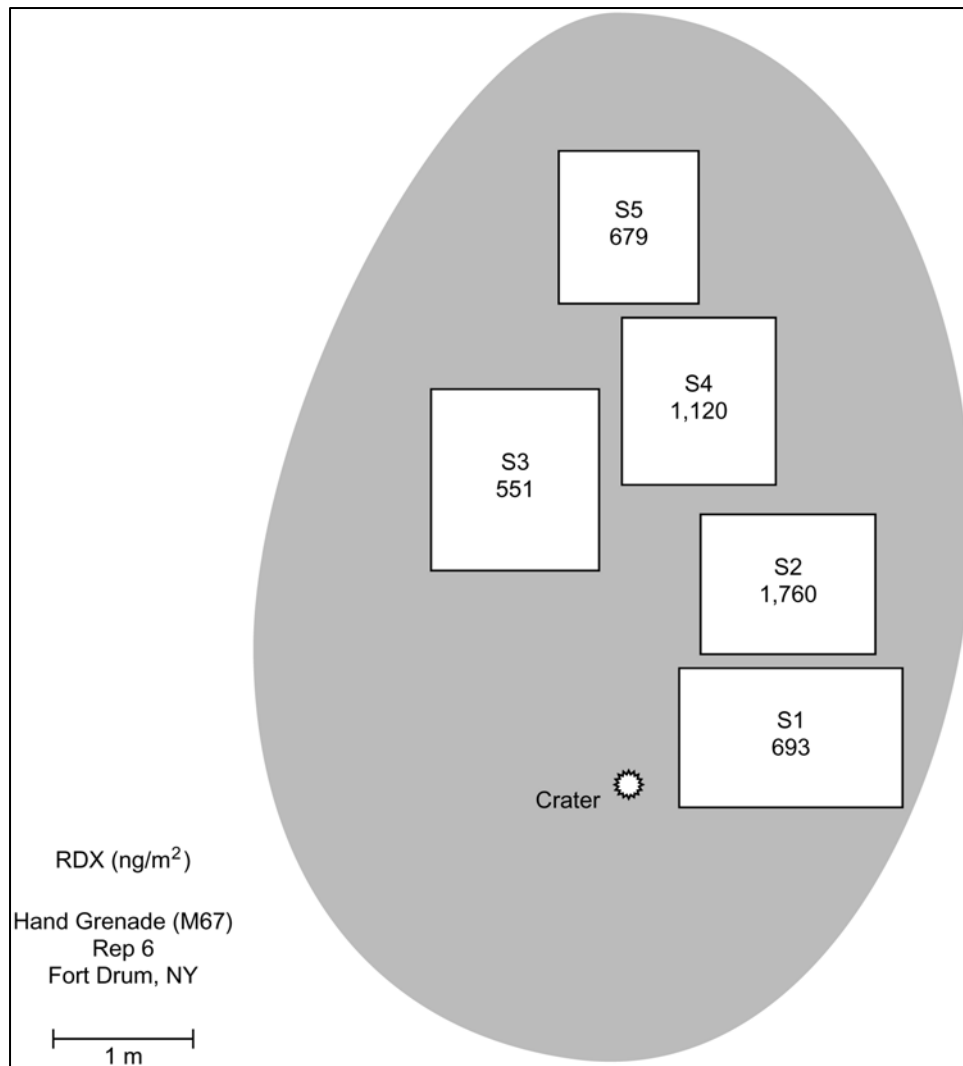 S5
679
S4
1,120
S3
551
S2
1,760
S1
693
Crater
RDX (ng/m²)
Hand Grenade (M67)
Rep 6
Fort Drum, NY
1 m